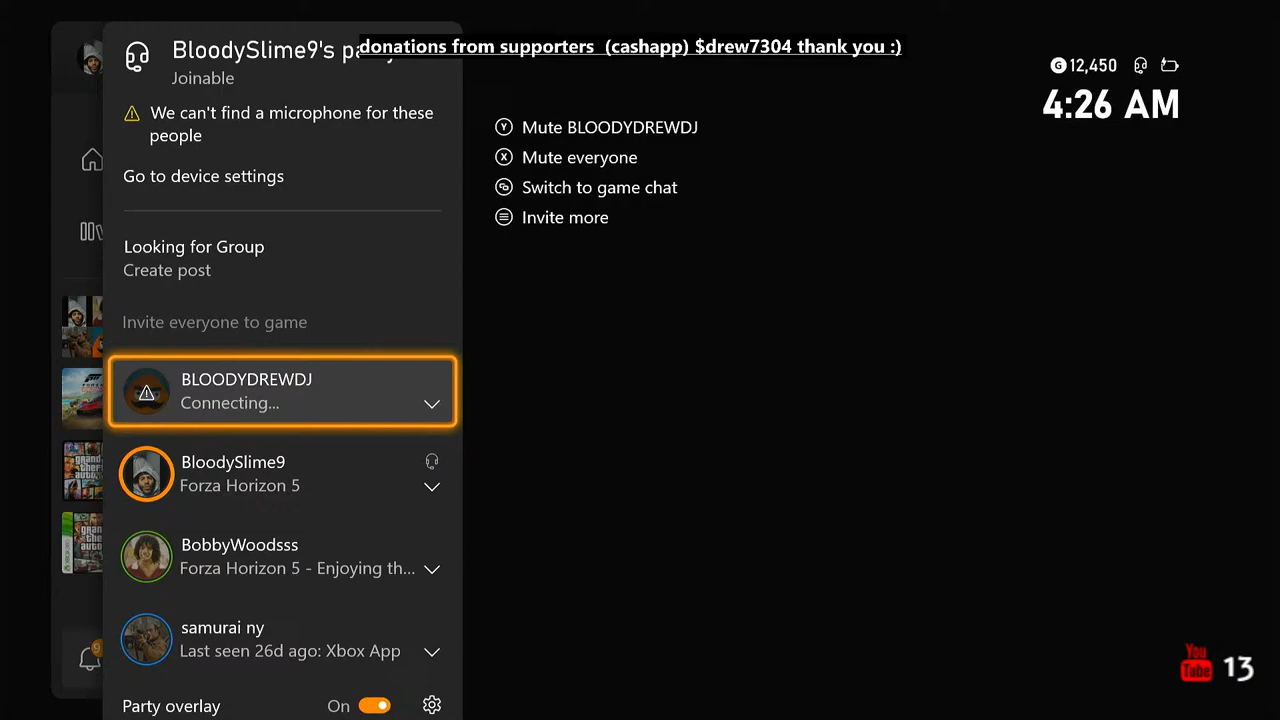 BloodySlime9's party
donations from supporters (cashapp) $drew7304 thank you :)
Joinable
G 12,450
4:26 AM
We can't find a microphone for these
people
Go to device settings
Y Mute BLOODYDREWDJ
X Mute everyone
Switch to game chat
Invite more
Looking for Group
Create post
Invite everyone to game
BLOODYDREWDJ
Connecting...
BloodySlime9
Forza Horizon 5
BobbyWoodsss
Forza Horizon 5 - Enjoying th...
samurai ny
Last seen 26d ago: Xbox App
Party overlay
On
You
Tube
13